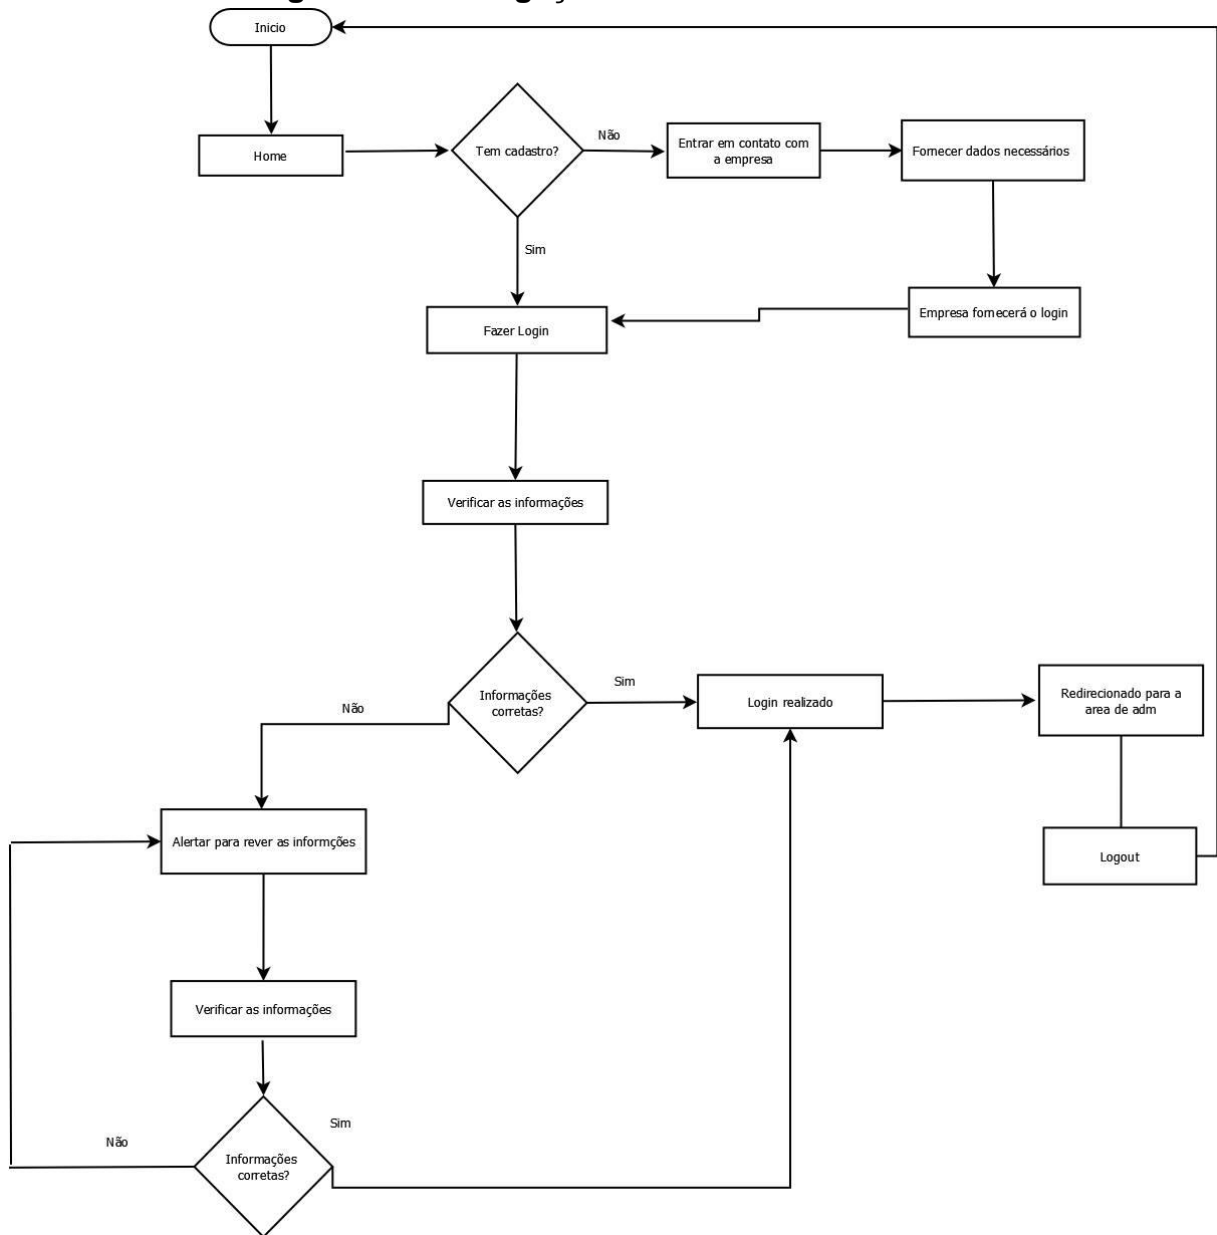 Inicio
Home
Tem cadastro?
Não
Entrar em contato com
a empresa
Fornecer dados necessários
Sim
Empresa fornecerá o login
Fazer Login
Verificar as informações
Informações
corretas?
Sim
Login realizado
Redirecionado para a
area de adm
Não
Alertar para rever as informções
Logout
Verificar as informações
Sim
Não
Informações
corretas?